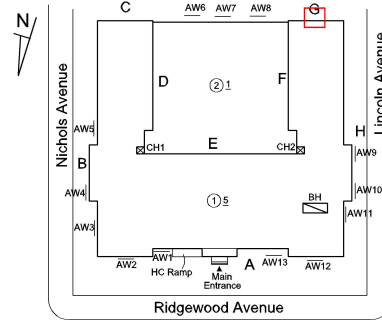 N
C
AW6 AW7 AW8
G
D
② 1
F
Nichols Avenue
Lincoln Avenue
AW5
CH1
E
CH2
H
AW9
B
AW4
① 5
BH
AW10
AW3
AW11
AW2
AW1
HC Ramp
Main
Entrance
A
AW13
AW12
Ridgewood Avenue